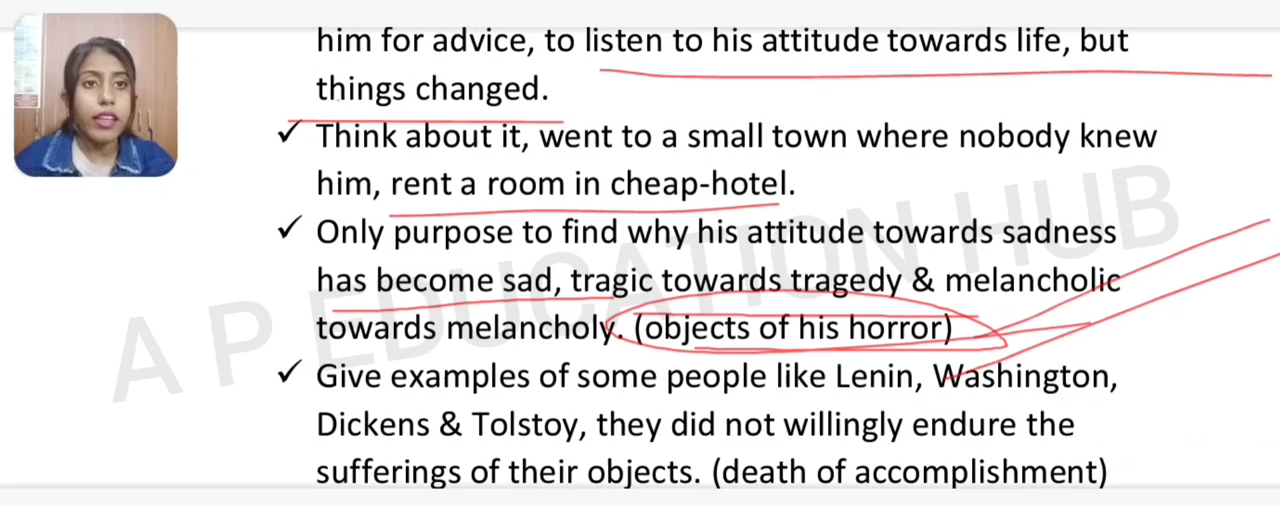 him for advice, to listen to his attitude towards life, but
things changed.
✓ Think about it, went to a small town where nobody knew
him, rent a room in cheap-hotel.
✓ Only purpose to find why his attitude towards sadness
has become sad, tragic towards tragedy & melancholic
towards melancholy. (objects of his horror)
✓ Give examples of some people like Lenin, Washington,
Dickens & Tolstoy, they did not willingly endure the
sufferings of their objects. (death of accomplishment)
A P EDUCATION HUB